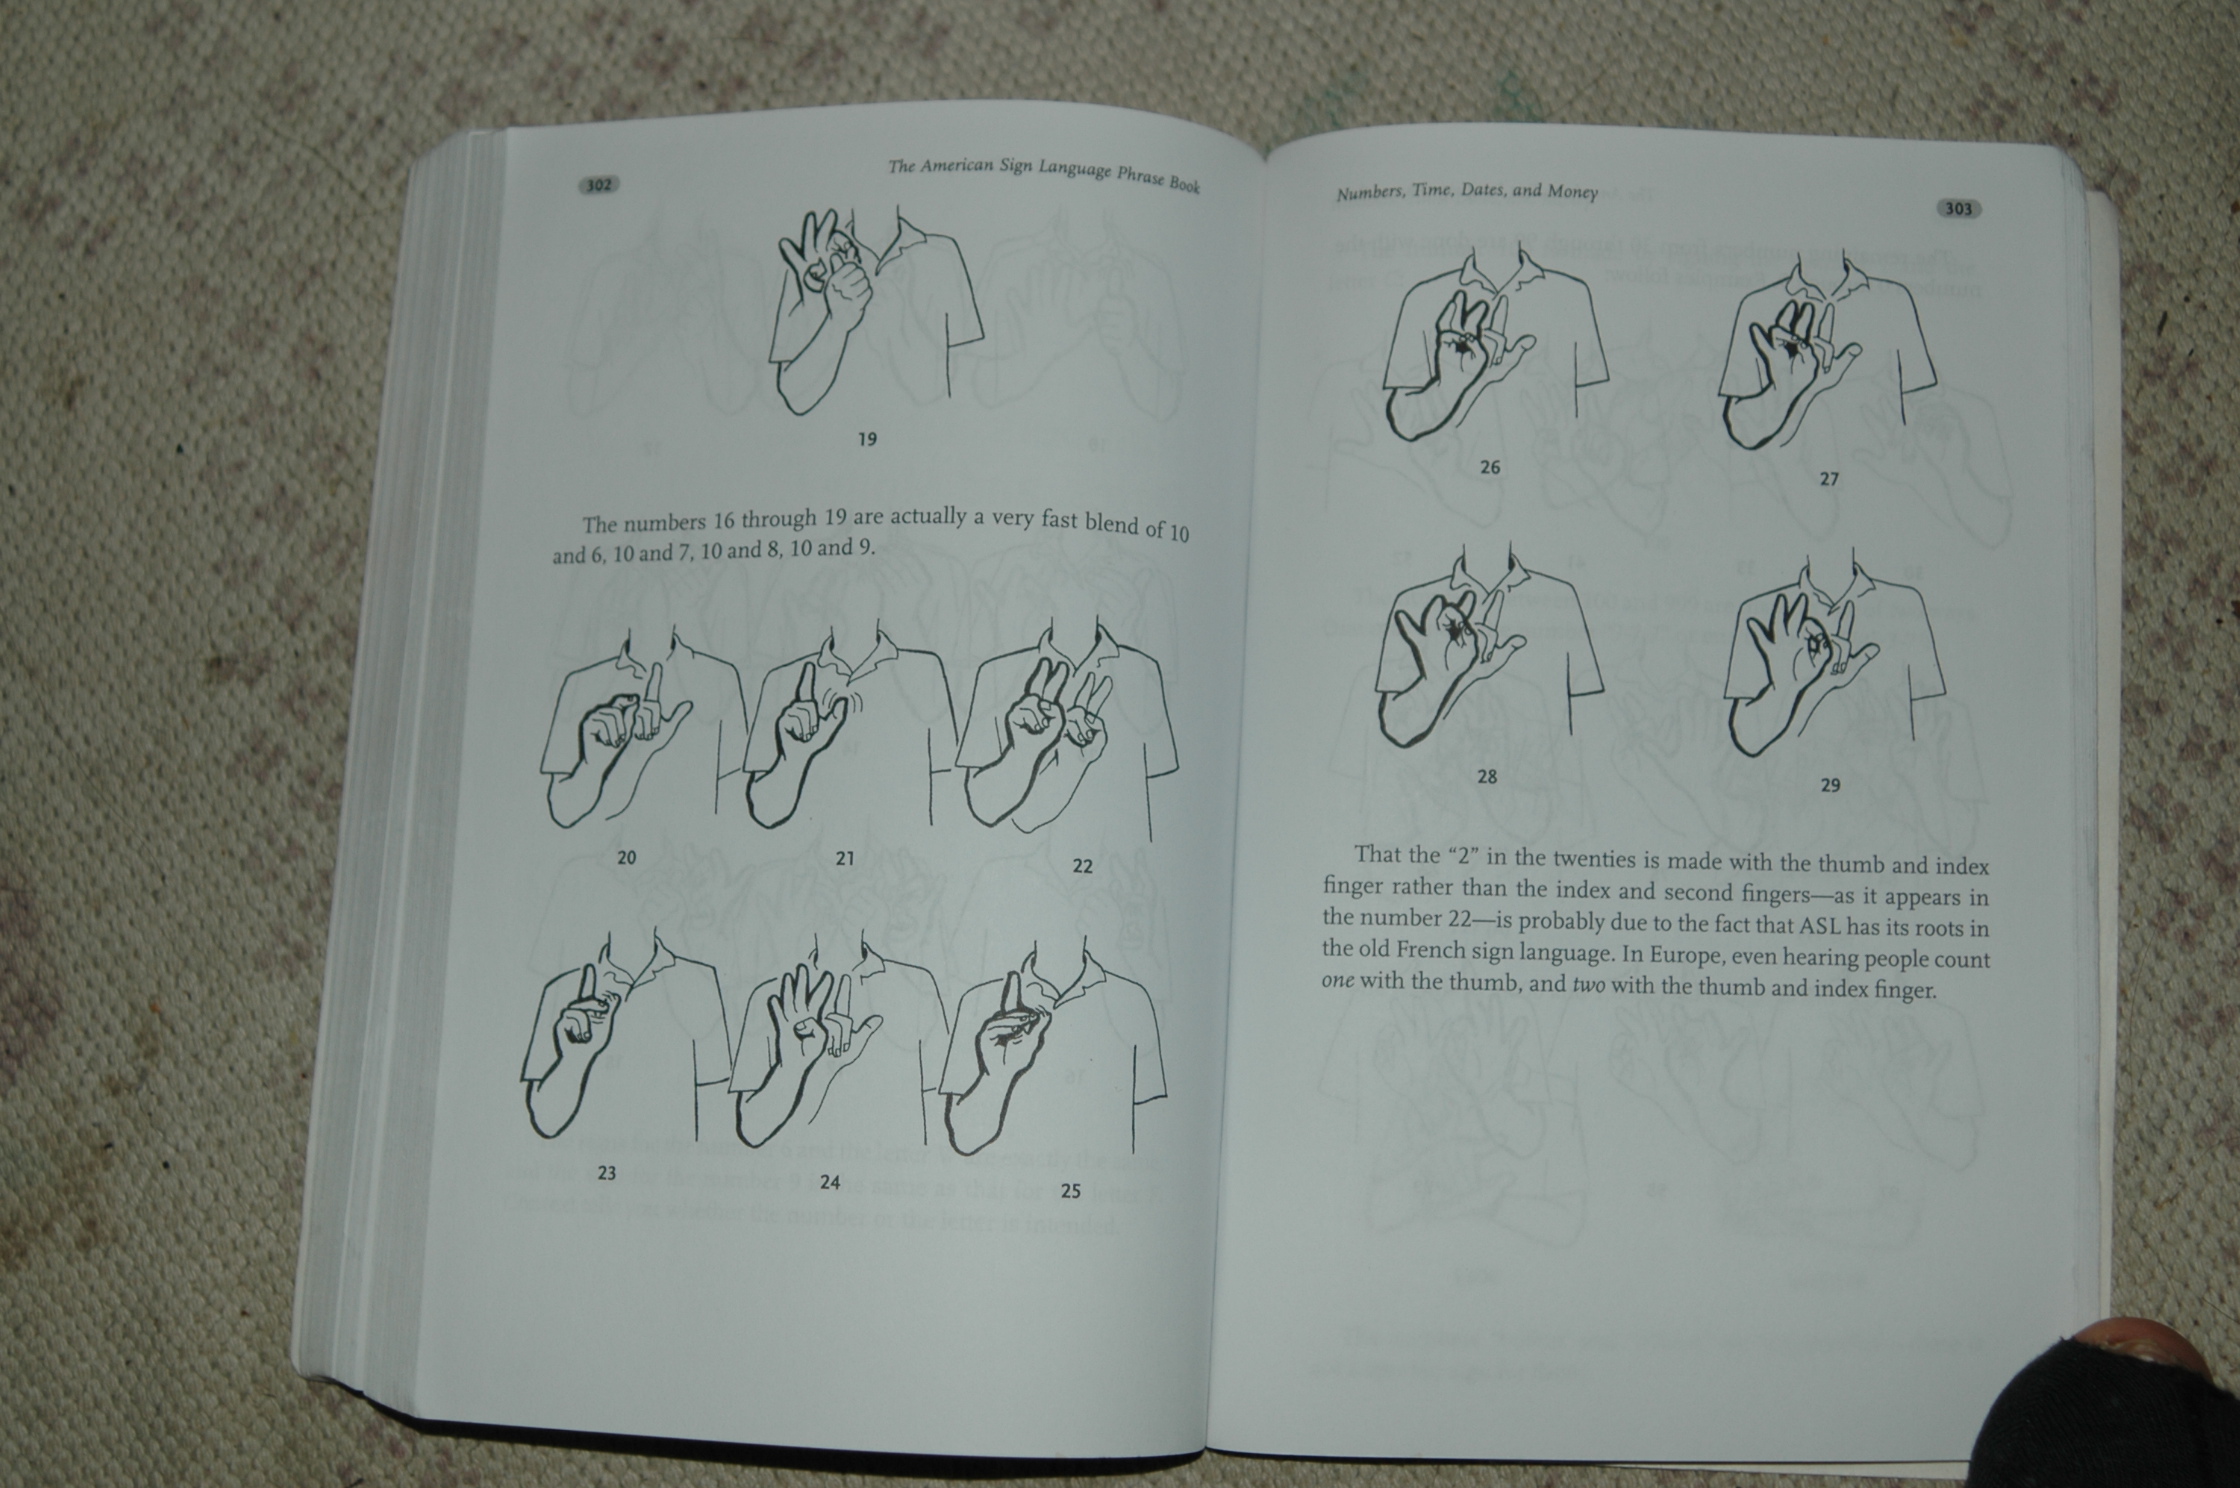 302
The American Sign Language Phrase Book
19
The numbers 16 through 19 are actually a very fast blend of 10
and 6, 10 and 7, 10 and 8, 10 and 9.
20
21
22
23
24
25
Numbers, Time, Dates, and Money
303
26
27
28
29
That the “2” in the twenties is made with the thumb and index
finger rather than the index and second fingers—as it appears in
the number 22—is probably due to the fact that ASL has its roots in
the old French sign language. In Europe, even hearing people count
one with the thumb, and two with the thumb and index finger.